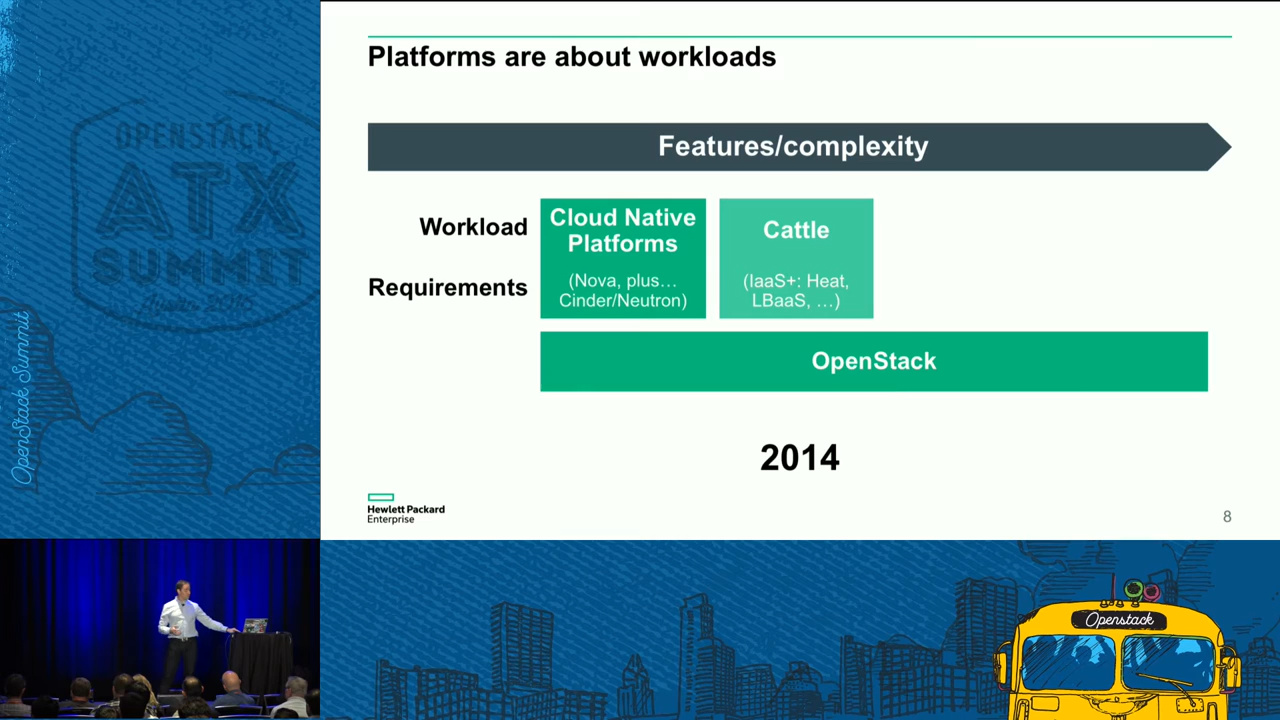 OPENSTACK
ATX
SUMMIT
OpenStack Summit
Platforms are about workloads
Features/complexity
Workload
Requirements
Cloud Native
Platforms
(Nova, plus…
Cinder/Neutron)
Cattle
(IaaS+: Heat,
LBaaS, …)
OpenStack
2014
Hewlett Packard
Enterprise
8
Openstack